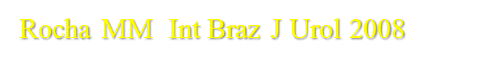 Rocha MM Int Braz J Urol 2008